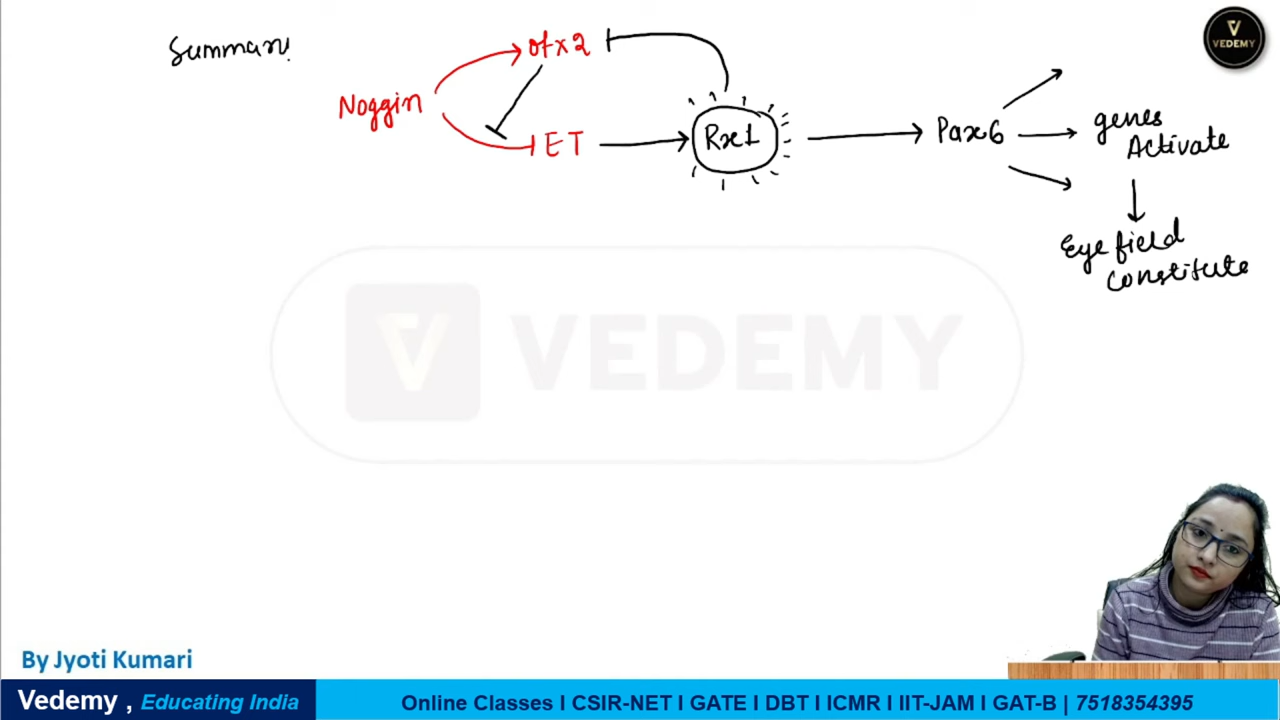 Summary
otx2
Noggin
ET
Rx1
Pax6
genes
Activate
Eye field
Constitute
VEDEMY
VEDEMY
By Jyoti Kumari
Vedemy , Educating India
Online Classes I CSIR-NET I GATE I DBT I ICMR I IIT-JAM I GAT-B | 7518354395